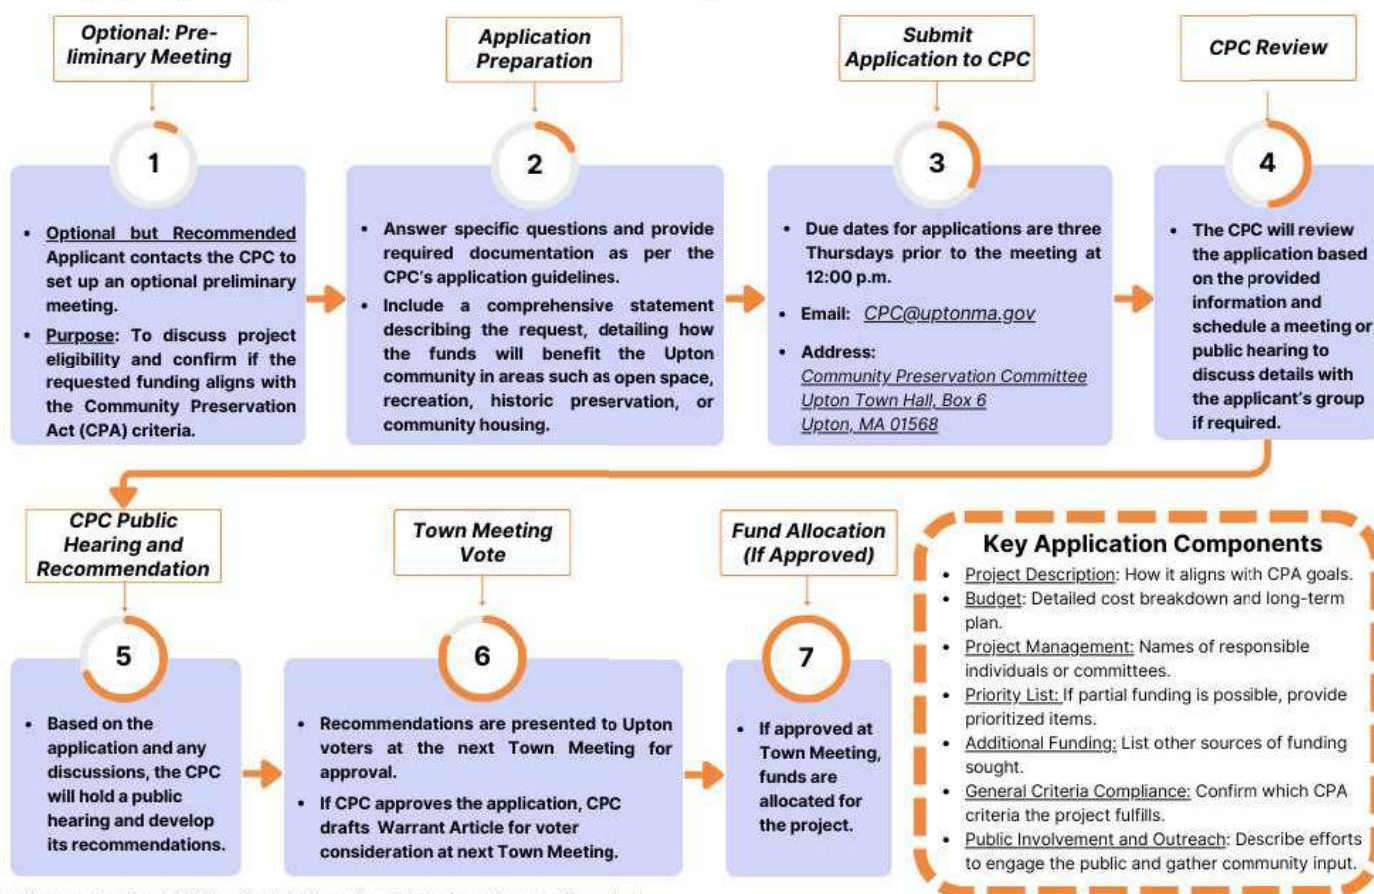 Optional: Pre-
liminary Meeting
Application
Preparation
Submit
Application to CPC
CPC Review
1
2
3
4
• Optional but Recommended
Applicant contacts the CPC to
set up an optional preliminary
meeting.
• Purpose: To discuss project
eligibility and confirm if the
requested funding aligns with
the Community Preservation
Act (CPA) criteria.
• Answer specific questions and provide
required documentation as per the
CPC's application guidelines.
• Include a comprehensive statement
describing the request, detailing how
the funds will benefit the Upton
community in areas such as open space,
recreation, historic preservation, or
community housing.
• Due dates for applications are three
Thursdays prior to the meeting at
12:00 p.m.
• Email: CPC@uptonma.gov
• Address:
Community Preservation Committee
Upton Town Hall, Box 6
Upton, MA 01568
• The CPC will review
the application based
on the provided
information and
schedule a meeting or
public hearing to
discuss details with
the applicant's group
if required.
CPC Public
Hearing and
Recommendation
Town Meeting
Vote
Fund Allocation
(If Approved)
5
6
7
• Based on the
application and any
discussions, the CPC
will hold a public
hearing and develop
its recommendations.
• Recommendations are presented to Upton
voters at the next Town Meeting for
approval.
• If CPC approves the application, CPC
drafts Warrant Article for voter
consideration at next Town Meeting.
• If approved at
Town Meeting,
funds are
allocated for
the project.
Key Application Components
• Project Description: How it aligns with CPA goals.
• Budget: Detailed cost breakdown and long-term
plan.
• Project Management: Names of responsible
individuals or committees.
• Priority List: If partial funding is possible, provide
prioritized items.
• Additional Funding: List other sources of funding
sought.
• General Criteria Compliance: Confirm which CPA
criteria the project fulfills.
• Public Involvement and Outreach: Describe efforts
to engage the public and gather community input.